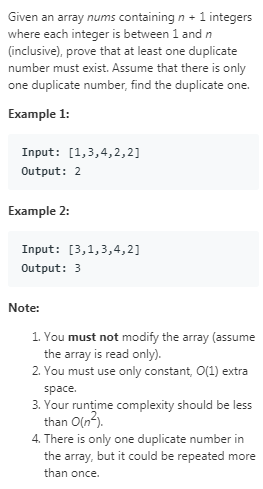 Given an array nums containing n + 1 integers
where each integer is between 1 and n
(inclusive), prove that at least one duplicate
number must exist. Assume that there is only
one duplicate number, find the duplicate one.
Example 1:
Input: [1,3,4,2,2]
Output: 2
Example 2:
Input: [3,1,3,4,2]
Output: 3
Note:
1. You must not modify the array (assume
the array is read only).
2. You must use only constant, O(1) extra
space.
3. Your runtime complexity should be less
than O(n²).
4. There is only one duplicate number in
the array, but it could be repeated more
than once.